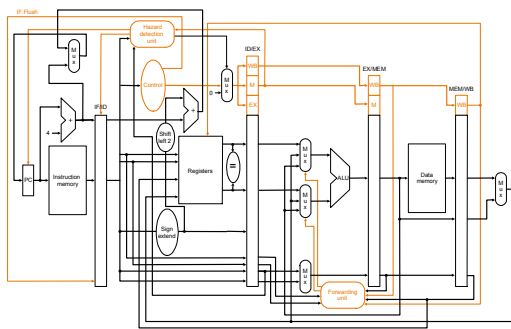 IF.Flush
Hazard
detection
unit
ID/EX
M
u
x
WB
EX/MEM
Control
M
u
x
M
WB
MEM/WB
0
EX
M
WB
IF/ID
+
+
4
Shift
left 2
M
u
x
PC
Instruction
memory
Registers
=
ALU
Data
memory
M
u
x
M
u
x
Sign
extend
M
u
x
Forwarding
unit